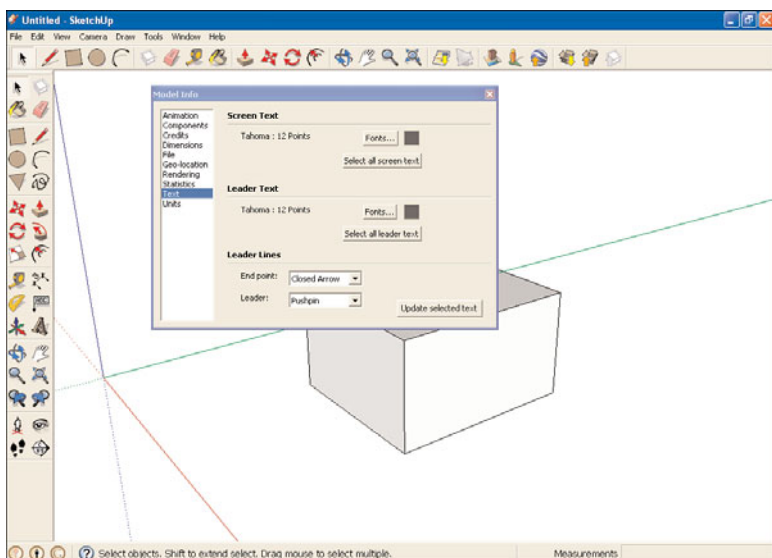 Untitled - SketchUp
File Edit View Camera Draw Tools Window Help
Model Info
Animation
Components
Credits
Dimensions
File
Geo-location
Rendering
Statistics
Text
Units
Screen Text
Tahoma : 12 Points
Fonts...
Select all screen text
Leader Text
Tahoma : 12 Points
Fonts...
Select all leader text
Leader Lines
End point: Closed Arrow
Leader: Pushpin
Update selected text
ABC
Select objects. Shift to extend select. Drag mouse to select multiple.
Measurements